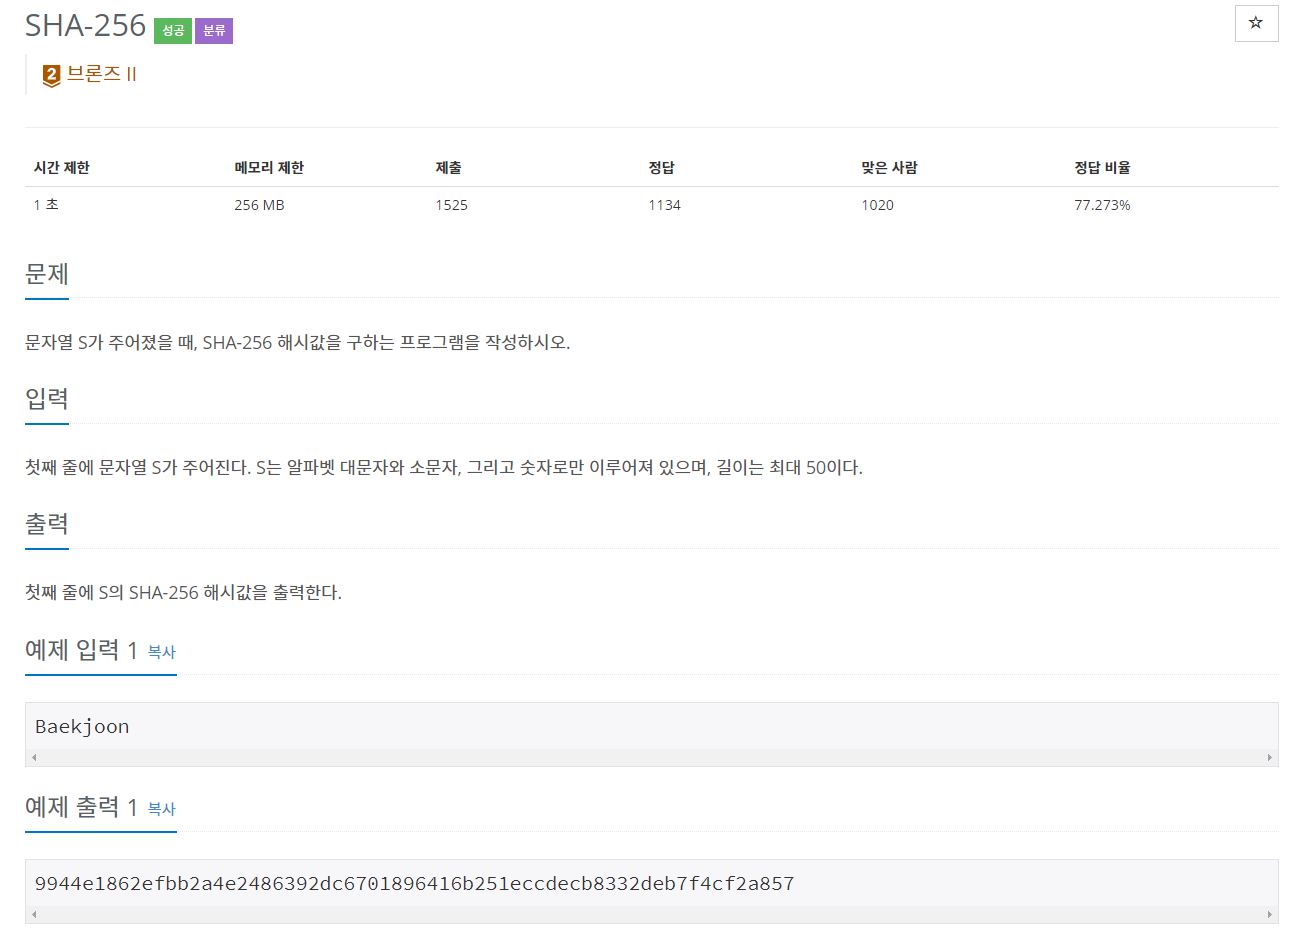 SHA-256 성공 분류
☆
2 브론즈 II
시간 제한 메모리 제한 제출 정답 맞은 사람 정답 비율
1 초 256 MB 1525 1134 1020 77.273%
문제
문자열 S가 주어졌을 때, SHA-256 해시값을 구하는 프로그램을 작성하시오.
입력
첫째 줄에 문자열 S가 주어진다. S는 알파벳 대문자와 소문자, 그리고 숫자로만 이루어져 있으며, 길이는 최대 50이다.
출력
첫째 줄에 S의 SHA-256 해시값을 출력한다.
예제 입력 1 복사
Baekjoon
예제 출력 1 복사
9944e1862efbb2a4e2486392dc6701896416b251eccdecb8332deb7f4cf2a857